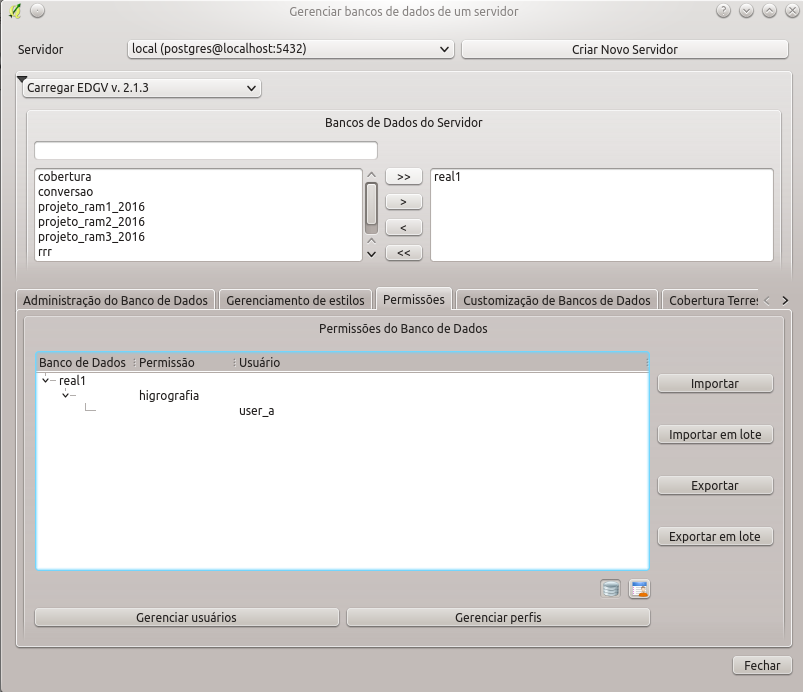 Gerenciar bancos de dados de um servidor
Servidor
local (postgres@localhost:5432)
Criar Novo Servidor
Carregar EDGV v. 2.1.3
Bancos de Dados do Servidor
cobertura
conversao
projeto_ram1_2016
projeto_ram2_2016
projeto_ram3_2016
rrr
>>
>
<
<<
real1
Administração do Banco de Dados
Gerenciamento de estilos
Permissões
Customização de Bancos de Dados
Cobertura Terres
Permissões do Banco de Dados
Banco de Dados Permissão Usuário
real1
higrografia
user_a
Importar
Importar em lote
Exportar
Exportar em lote
Gerenciar usuários
Gerenciar perfis
Fechar